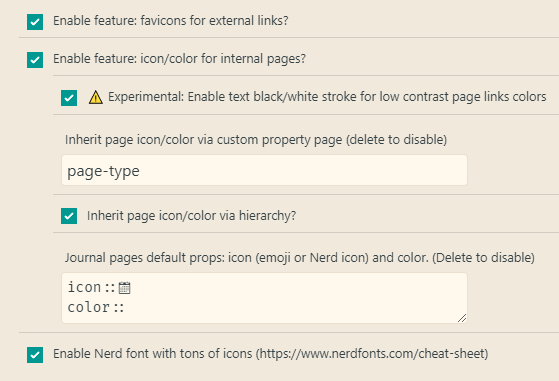 Enable feature: favicons for external links?
Enable feature: icon/color for internal pages?
⚠ Experimental: Enable text black/white stroke for low contrast page links colors
Inherit page icon/color via custom property page (delete to disable)
page-type
Inherit page icon/color via hierarchy?
Journal pages default props: icon (emoji or Nerd icon) and color. (Delete to disable)
icon::
color::
Enable Nerd font with tons of icons (https://www.nerdfonts.com/cheat-sheet)